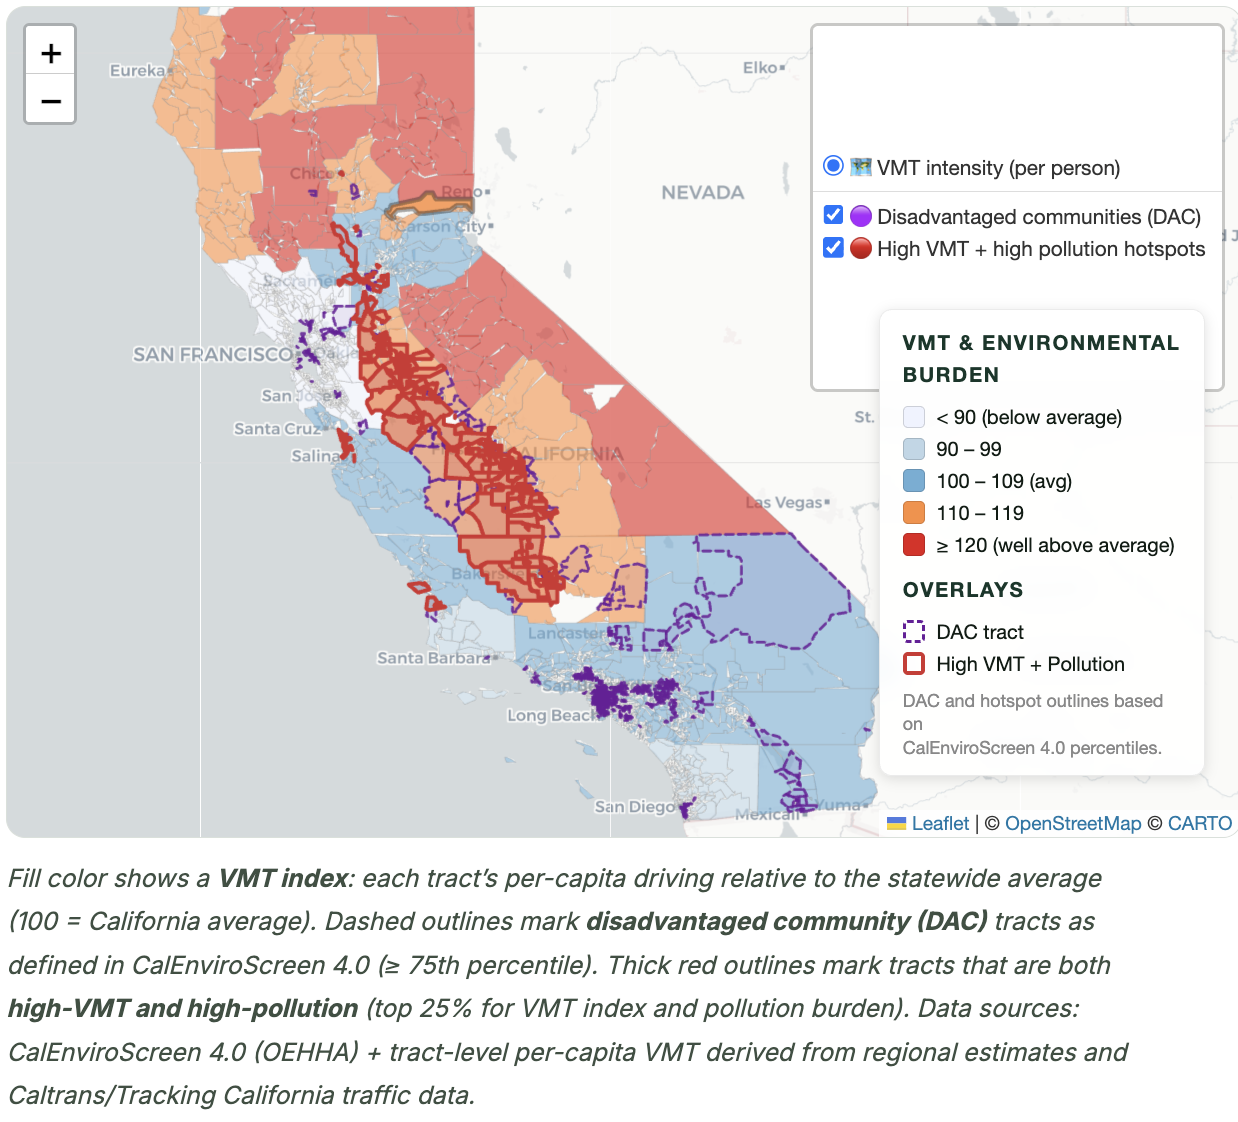 +
−
Eureka
Elko
NEVADA
Chico
Reno
Carson City
Sacrame
SAN FRANCISCO
Oakla
San Jose
Santa Cruz
Salina
CALIFORNIA
Las Vegas
St.
Bakersfield
Lancaster
Santa Barbara
San Be
Long Beach
San Diego
Mexicali
Yuma
VMT intensity (per person)
Disadvantaged communities (DAC)
High VMT + high pollution hotspots
VMT & ENVIRONMENTAL
BURDEN
< 90 (below average)
90 – 99
100 – 109 (avg)
110 – 119
≥ 120 (well above average)
OVERLAYS
DAC tract
High VMT + Pollution
DAC and hotspot outlines based
on
CalEnviroScreen 4.0 percentiles.
Leaflet | © OpenStreetMap © CARTO
Fill color shows a VMT index: each tract’s per-capita driving relative to the statewide average
(100 = California average). Dashed outlines mark disadvantaged community (DAC) tracts as
defined in CalEnviroScreen 4.0 (≥ 75th percentile). Thick red outlines mark tracts that are both
high-VMT and high-pollution (top 25% for VMT index and pollution burden). Data sources:
CalEnviroScreen 4.0 (OEHHA) + tract-level per-capita VMT derived from regional estimates and
Caltrans/Tracking California traffic data.